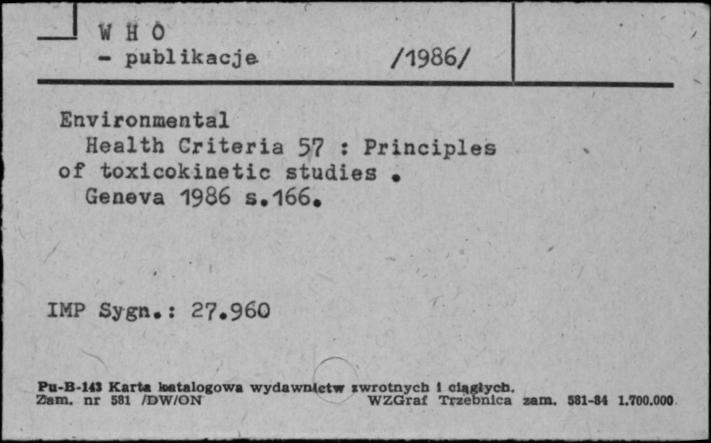 W H O
- publikacje /1986/
Environmental
Health Criteria 57 : Principles
of toxicokinetic studies .
Geneva 1986 s.166.
IMP Sygn.: 27.960
Pu-B-143 Karta katalogowa wydawnictw zwrotnych i ciągłych.
Zam. nr 581 /DW/ON WZGraf Trzebnica zam. 581-84 1.700.000